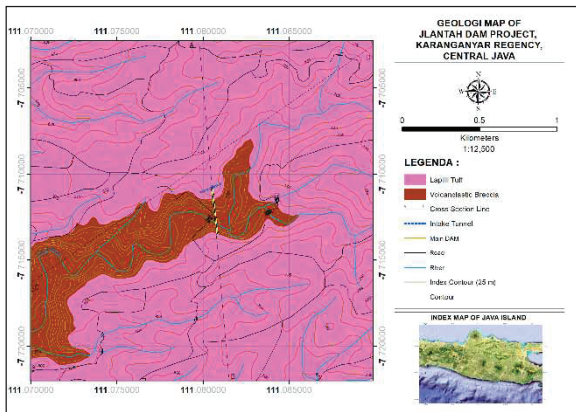 GEOLOGI MAP OF
JLANTAH DAM PROJECT,
KARANGANYAR REGENCY,
CENTRAL JAVA
N
W
E
S
0
0.5
1
Kilometers
1:12,500
LEGENDA :
Lapilli Tuff
Volcanclastic Breccia
Cross Section Line
Intake Tunnel
Main DAM
Road
River
Index Contour (25 m)
Contour
INDEX MAP OF JAVA ISLAND
111.070000
111.075000
111.080000
111.085000
-7.705000
-7.710000
-7.715000
-7.720000
111.070000
111.075000
111.080000
111.085000
-7.705000
-7.710000
-7.715000
-7.720000